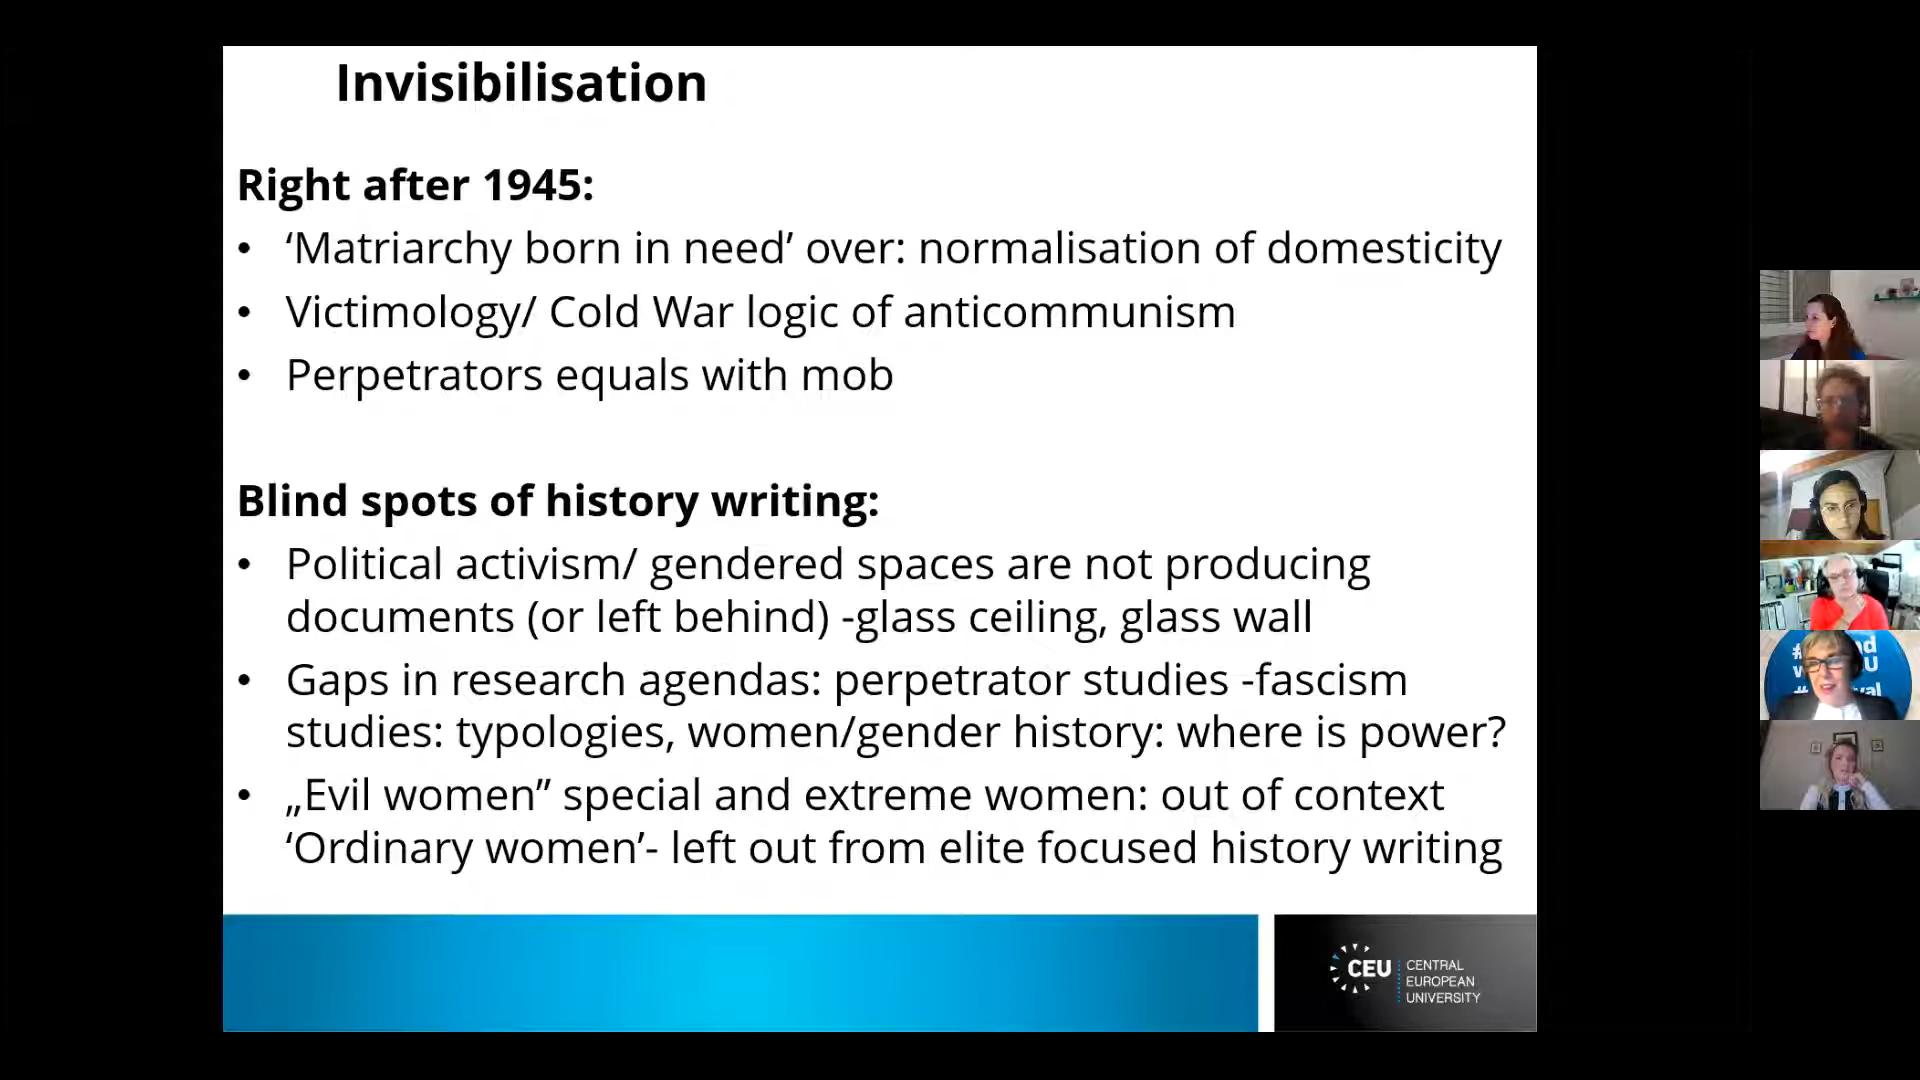 Invisibilisation
Right after 1945:
• ‘Matriarchy born in need’ over: normalisation of domesticity
• Victimology/ Cold War logic of anticommunism
• Perpetrators equals with mob
Blind spots of history writing:
• Political activism/ gendered spaces are not producing
documents (or left behind) -glass ceiling, glass wall
• Gaps in research agendas: perpetrator studies -fascism
studies: typologies, women/gender history: where is power?
• „Evil women” special and extreme women: out of context
‘Ordinary women’- left out from elite focused history writing
CEU
CENTRAL
EUROPEAN
UNIVERSITY